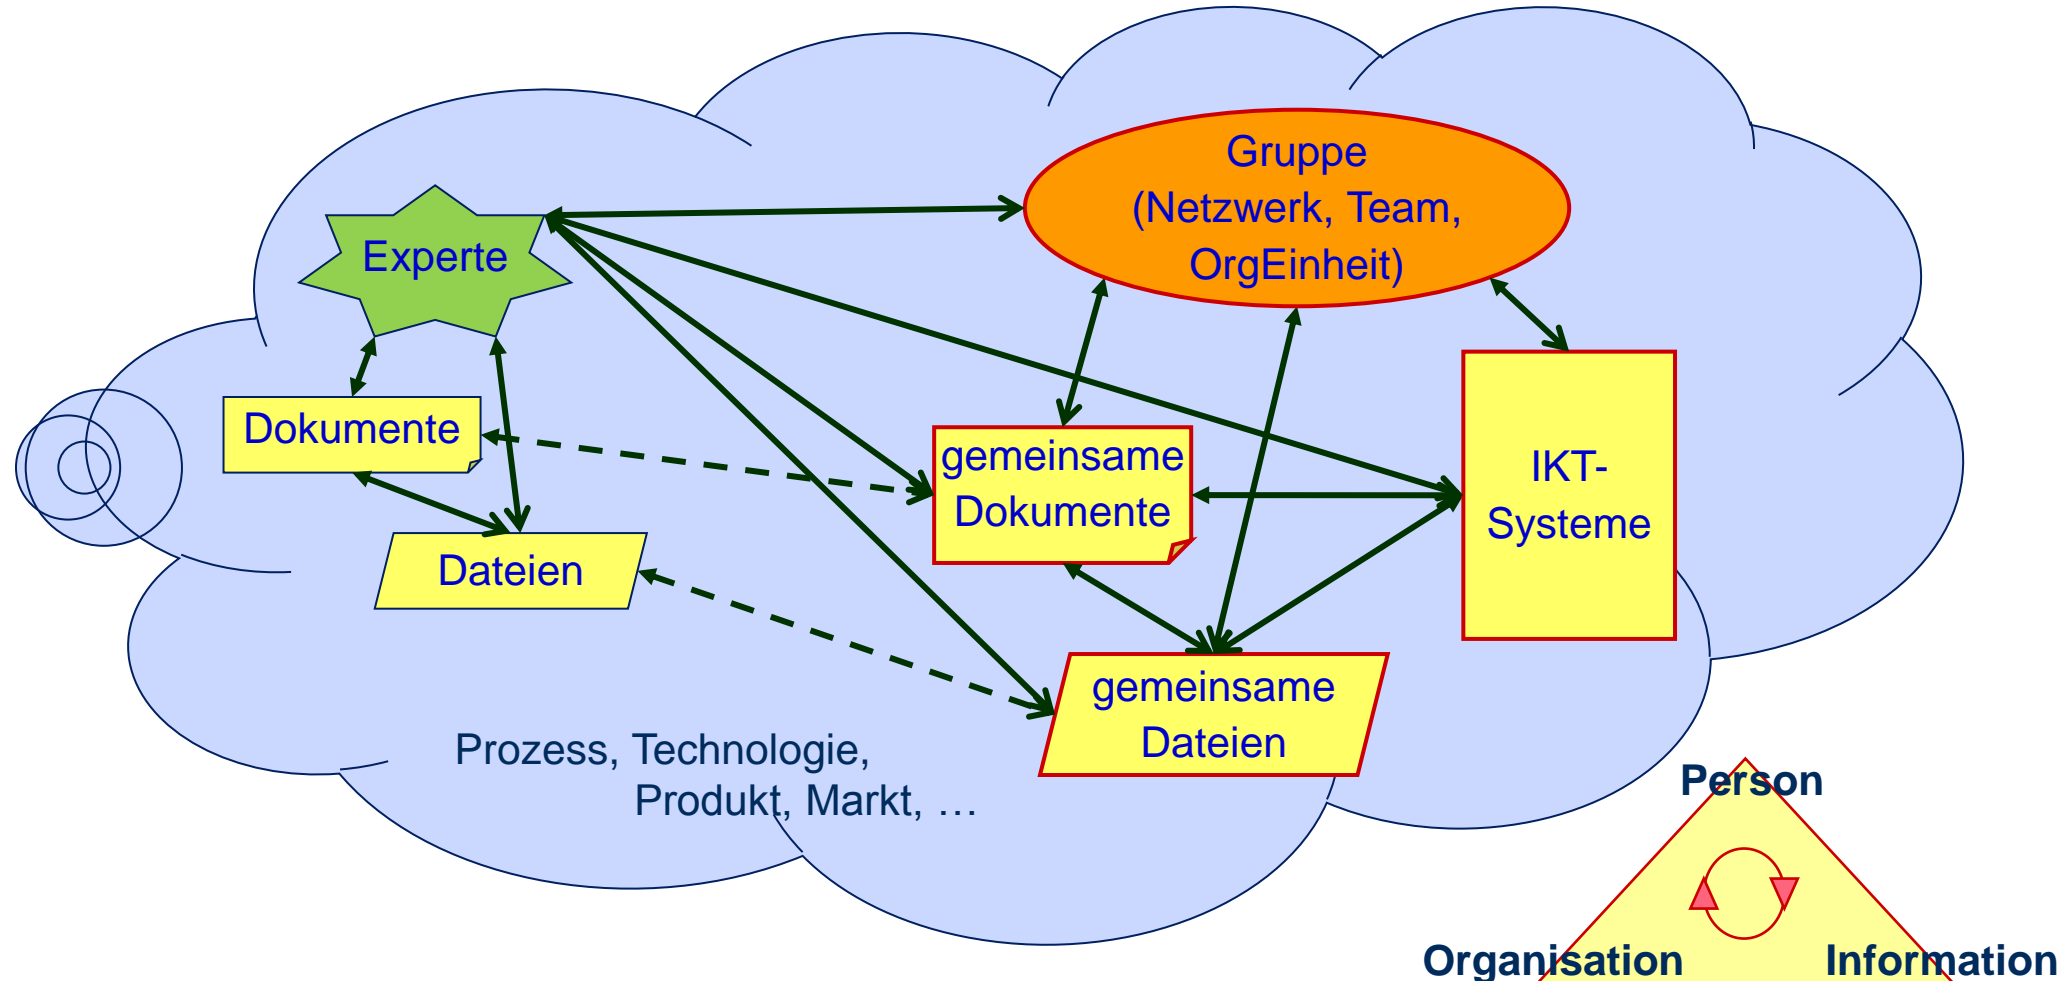 Gruppe
(Netzwerk, Team,
OrgEinheit)
Experte
Dokumente
gemeinsame
Dokumente
IKT-
Systeme
Dateien
gemeinsame
Dateien
Prozess, Technologie,
Produkt, Markt, …
Person
Organisation
Information